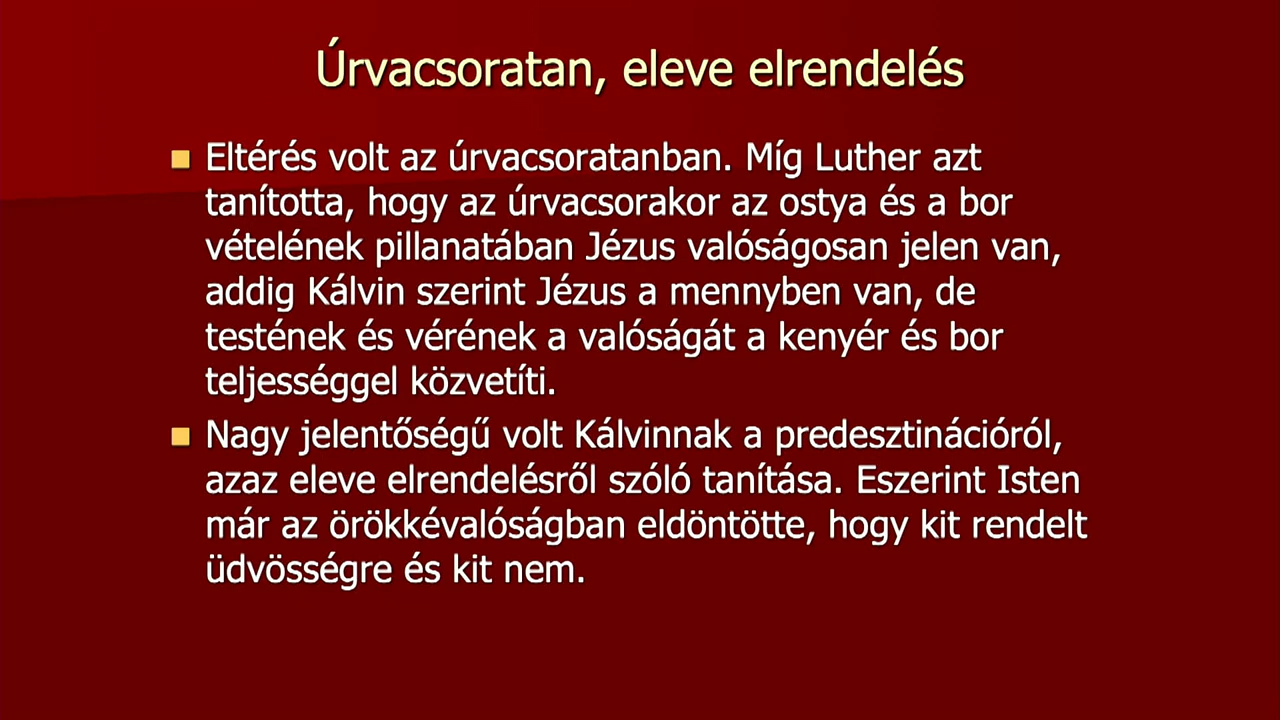 Úrvacsoratan, eleve elrendelés
Eltérés volt az úrvacsoratanban. Míg Luther azt
tanította, hogy az úrvacsorakor az ostya és a bor
vételének pillanatában Jézus valóságosan jelen van,
addig Kálvin szerint Jézus a mennyben van, de
testének és vérének a valóságát a kenyér és bor
teljességgel közvetíti.
Nagy jelentőségű volt Kálvinnak a predesztinációról,
azaz eleve elrendelésről szóló tanítása. Eszerint Isten
már az örökkévalóságban eldöntötte, hogy kit rendelt
üdvösségre és kit nem.